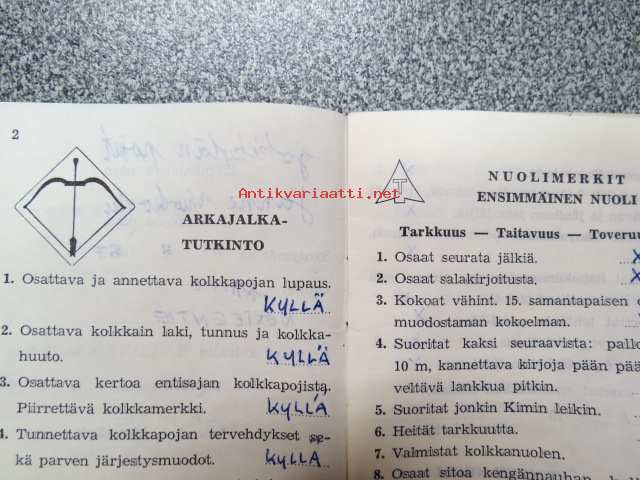 2
ARKAJALKA-
TUTKINTO
1. Osattava ja annettava kolkkapojan lupaus.
KYLLÄ
2. Osattava kolkkain laki, tunnus ja kolkka-
huuto.
KYLLÄ
3. Osattava kertoa entisajan kolkkapojista.
Piirrettävä kolkkamerkki.
KYLLÄ
4. Tunnettava kolkkapojan tervehdykset se-
kä parven järjestysmuodot.
KYLLÄ
Antikvariaatti.net
T
NUOLIMERKIT
ENSIMMÄINEN NUOLI
Tarkkuus — Taitavuus — Toveruu
1. Osaat seurata jälkiä. X
2. Osaat salakirjoitusta. X
3. Kokoat vähint. 15. samantapaisen
muodostaman kokoelman.
4. Suoritat kaksi seuraavista: pallo
10 m, kannettava kirjoja pään pää
veltävä lankkua pitkin.
5. Suoritat jonkin Kimin leikin.
6. Heität tarkkuutta.
7. Valmistat kolkkanuolen.
8. Osaat sitoa kengännauhan